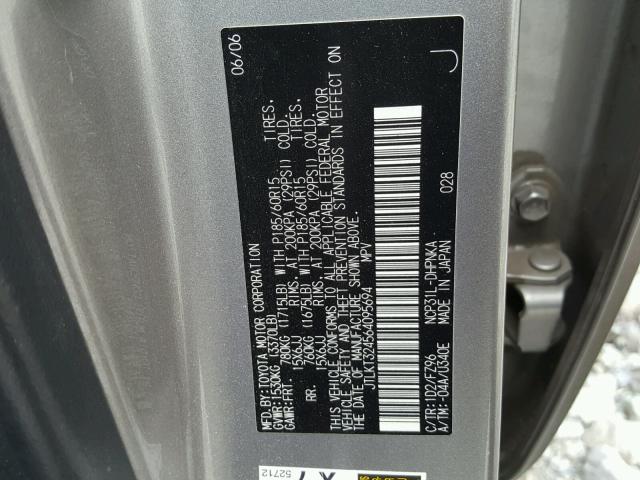 MFD.BY:TOYOTA MOTOR CORPORATION 06/06
GVWR:1530KG (3370LB)
GAWR:FRT. 780KG (1715LB) WITH P185/60R15 TIRES.
15X6JJ RIMS, AT 200KPA (29PSI) COLD.
RR. 760KG (1675LB) WITH P185/60R15 TIRES.
15X6JJ RIMS, AT 200KPA (29PSI) COLD.
THIS VEHICLE CONFORMS TO ALL APPLICABLE FEDERAL MOTOR
VEHICLE SAFETY AND THEFT PREVENTION STANDARDS IN EFFECT ON
THE DATE OF MANUFACTURE SHOWN ABOVE.
JTLKT324564095694 MPV
C/TR:1D2/FZ96 NCP31L-DHPNKA 028
A/TM:-04A/U340E MADE IN JAPAN
J
X7
52712